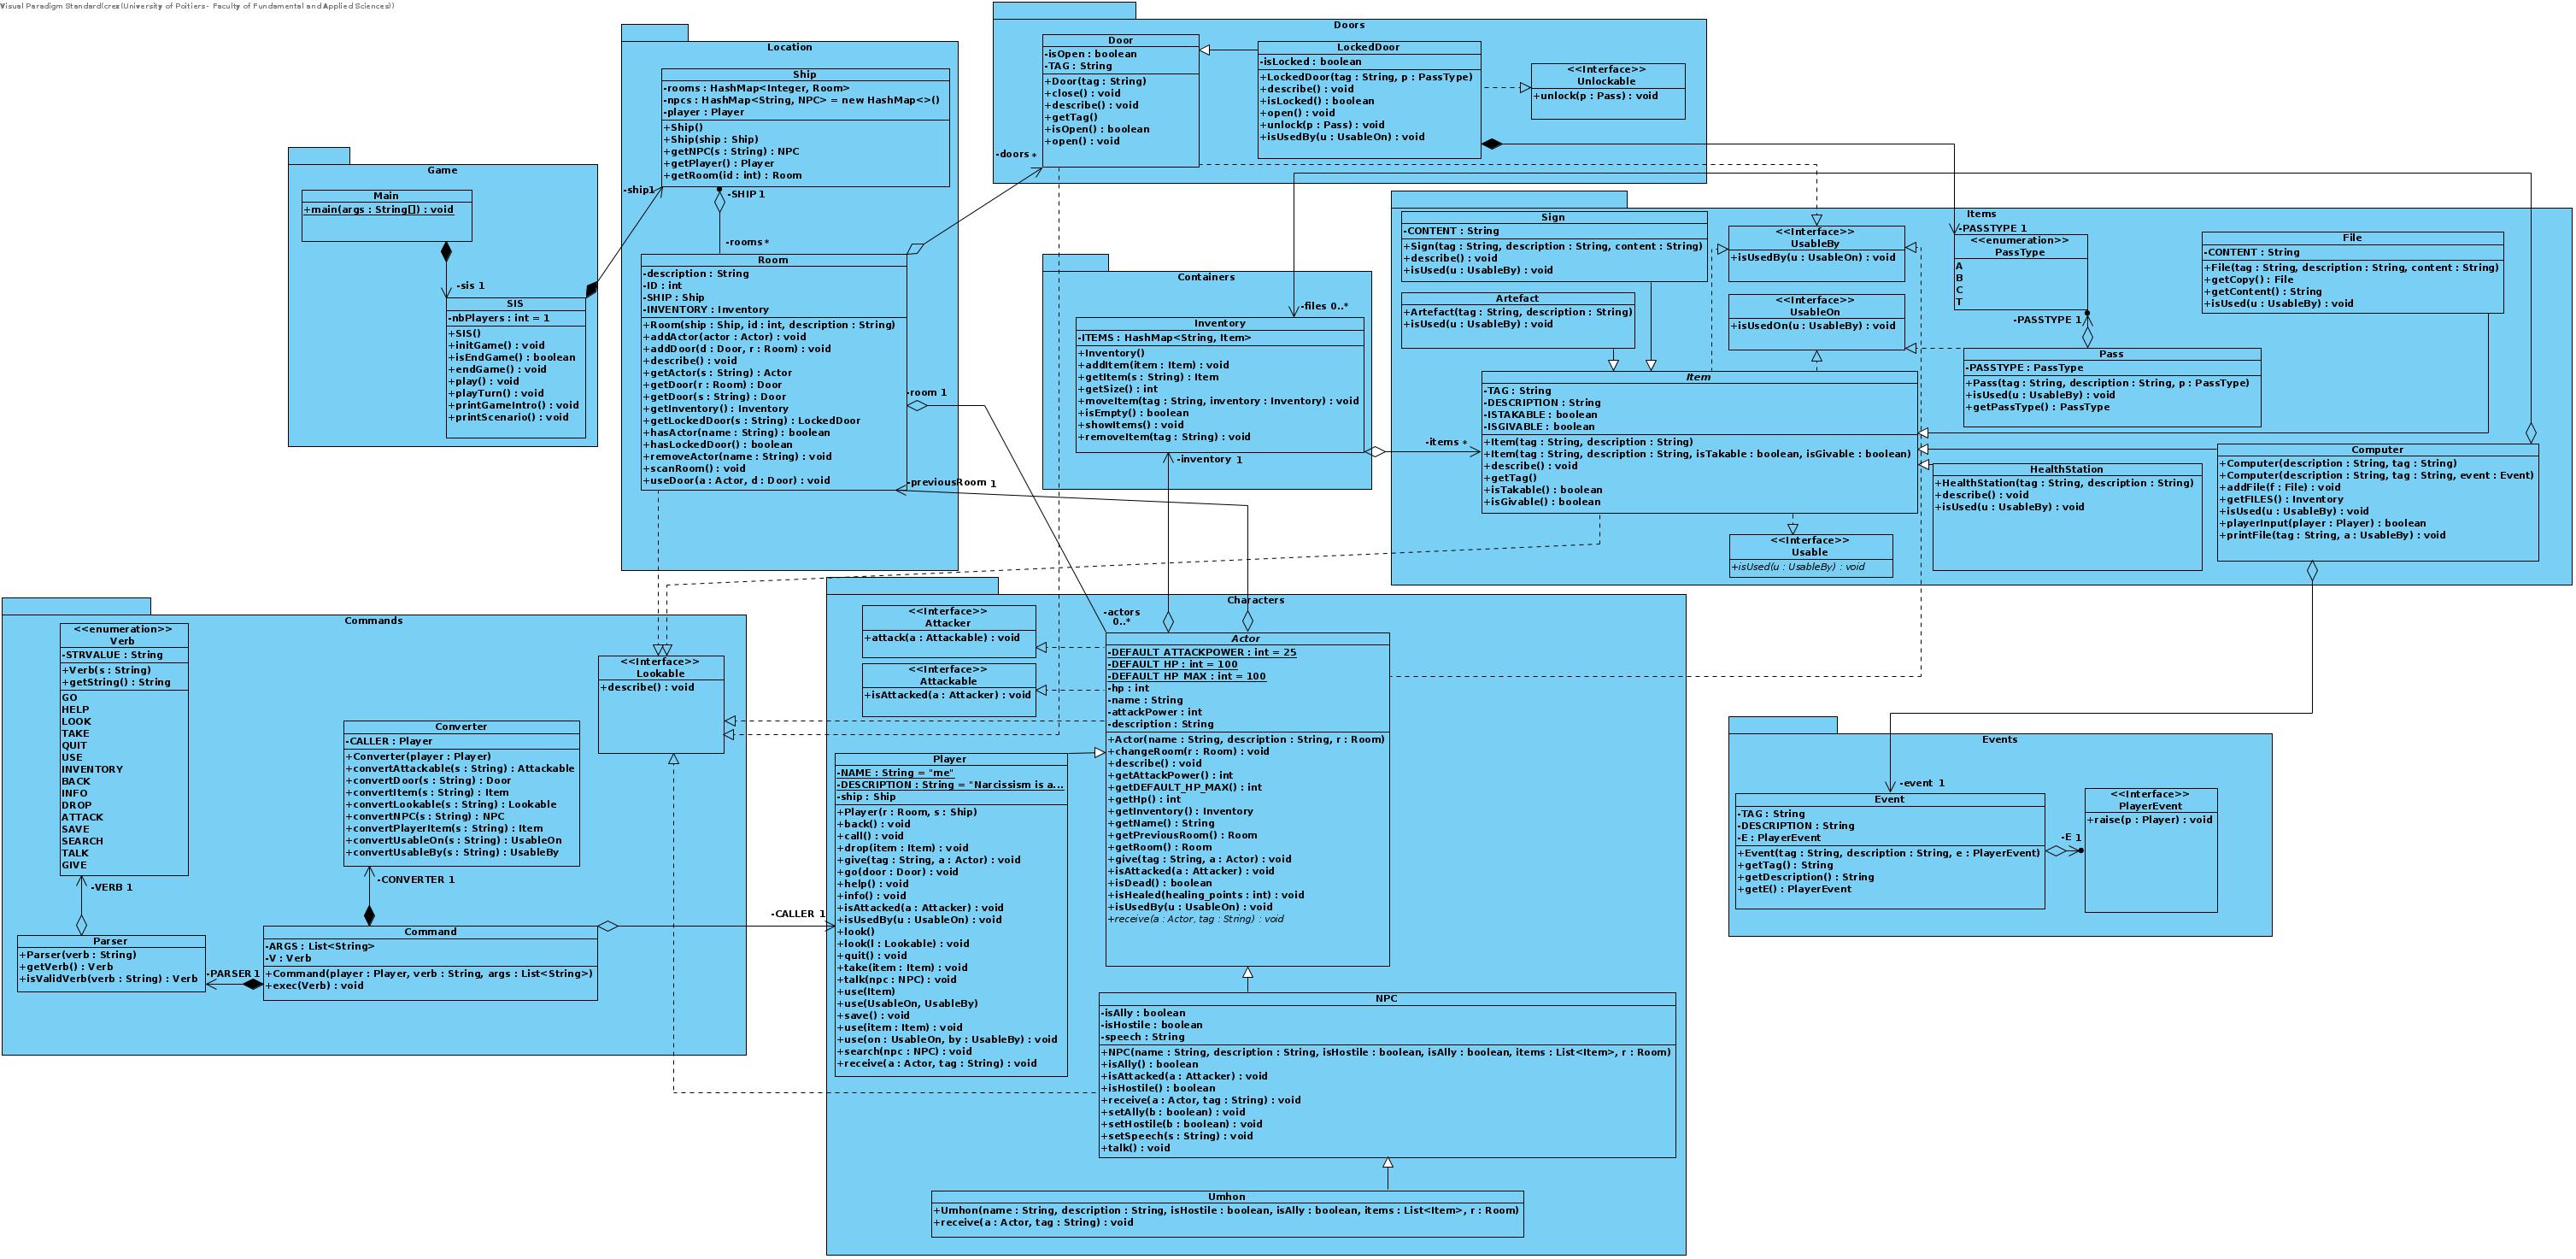 Visual Paradigm Standard(crex(University of Poitiers - Faculty of Fundamental and Applied Sciences))
Game
Main
+main(args : String[]) : void
-sis 1
SIS
-nbPlayers : int = 1
+SIS()
+initGame() : void
+isEndGame() : boolean
+endGame() : void
+play() : void
+playTurn() : void
+printGameIntro() : void
+printScenario() : void
Location
Ship
-rooms : HashMap<Integer, Room>
-npcs : HashMap<String, NPC> = new HashMap<>()
-player : Player
+Ship()
+Ship(ship : Ship)
+getNPC(s : String) : NPC
+getPlayer() : Player
+getRoom(id : int) : Room
-ship1
-SHIP 1
-rooms *
Room
-description : String
-ID : int
-SHIP : Ship
-INVENTORY : Inventory
+Room(ship : Ship, id : int, description : String)
+addActor(actor : Actor) : void
+addDoor(d : Door, r : Room) : void
+describe() : void
+getActor(s : String) : Actor
+getDoor(r : Room) : Door
+getDoor(s : String) : Door
+getInventory() : Inventory
+getLockedDoor(s : String) : LockedDoor
+hasActor(name : String) : boolean
+hasLockedDoor() : boolean
+removeActor(name : String) : void
+scanRoom() : void
+useDoor(a : Actor, d : Door) : void
-room 1
-previousRoom 1
Doors
Door
-isOpen : boolean
-TAG : String
+Door(tag : String)
+close() : void
+describe() : void
+getTag()
+isOpen() : boolean
+open() : void
-doors *
LockedDoor
-isLocked : boolean
+LockedDoor(tag : String, p : PassType)
+describe() : void
+isLocked() : boolean
+open() : void
+unlock(p : Pass) : void
+isUsedBy(u : UsableOn) : void
<<Interface>>
Unlockable
+unlock(p : Pass) : void
Containers
-files 0..*
Inventory
-ITEMS : HashMap<String, Item>
+Inventory()
+addItem(item : Item) : void
+getItem(s : String) : Item
+getSize() : int
+moveItem(tag : String, inventory : Inventory) : void
+isEmpty() : boolean
+showItems() : void
+removeItem(tag : String) : void
-inventory 1
-items *
Items
Sign
-CONTENT : String
+Sign(tag : String, description : String, content : String)
+describe() : void
+isUsed(u : UsableBy) : void
Artefact
+Artefact(tag : String, description : String)
+isUsed(u : UsableBy) : void
<<Interface>>
UsableBy
+isUsedBy(u : UsableOn) : void
<<Interface>>
UsableOn
+isUsedOn(u : UsableBy) : void
-PASSTYPE 1
<<enumeration>>
PassType
A
B
C
T
-PASSTYPE 1
File
-CONTENT : String
+File(tag : String, description : String, content : String)
+getCopy() : File
+getContent() : String
+isUsed(u : UsableBy) : void
Pass
-PASSTYPE : PassType
+Pass(tag : String, description : String, p : PassType)
+isUsed(u : UsableBy) : void
+getPassType() : PassType
Item
-TAG : String
-DESCRIPTION : String
-ISTAKABLE : boolean
-ISGIVABLE : boolean
+Item(tag : String, description : String)
+Item(tag : String, description : String, isTakable : boolean, isGivable : boolean)
+describe() : void
+getTag()
+isTakable() : boolean
+isGivable() : boolean
<<Interface>>
Usable
+isUsed(u : UsableBy) : void
HealthStation
+HealthStation(tag : String, description : String)
+describe() : void
+isUsed(u : UsableBy) : void
Computer
+Computer(description : String, tag : String)
+Computer(description : String, tag : String, event : Event)
+addFile(f : File) : void
+getFILES() : Inventory
+isUsed(u : UsableBy) : void
+playerInput(player : Player) : boolean
+printFile(tag : String, a : UsableBy) : void
Commands
<<enumeration>>
Verb
-STRVALUE : String
+Verb(s : String)
+getString() : String
GO
HELP
LOOK
TAKE
QUIT
USE
INVENTORY
BACK
INFO
DROP
ATTACK
SAVE
SEARCH
TALK
GIVE
-VERB 1
Parser
+Parser(verb : String)
+getVerb() : Verb
+isValidVerb(verb : String) : Verb
-PARSER 1
Converter
-CALLER : Player
+Converter(player : Player)
+convertAttackable(s : String) : Attackable
+convertDoor(s : String) : Door
+convertItem(s : String) : Item
+convertLookable(s : String) : Lookable
+convertNPC(s : String) : NPC
+convertPlayerItem(s : String) : Item
+convertUsableOn(s : String) : UsableOn
+convertUsableBy(s : String) : UsableBy
-CONVERTER 1
Command
-ARGS : List<String>
-V : Verb
+Command(player : Player, verb : String, args : List<String>)
+exec(Verb) : void
<<Interface>>
Lookable
+describe() : void
-CALLER 1
Characters
<<Interface>>
Attacker
+attack(a : Attackable) : void
<<Interface>>
Attackable
+isAttacked(a : Attacker) : void
-actors
0..*
Actor
-DEFAULT_ATTACKPOWER : int = 25
-DEFAULT_HP : int = 100
-DEFAULT_HP_MAX : int = 100
-hp : int
-name : String
-attackPower : int
-description : String
+Actor(name : String, description : String, r : Room)
+changeRoom(r : Room) : void
+describe() : void
+getAttackPower() : int
+getDEFAULT_HP_MAX() : int
+getHp() : int
+getInventory() : Inventory
+getName() : String
+getPreviousRoom() : Room
+getRoom() : Room
+give(tag : String, a : Actor) : void
+isAttacked(a : Attacker) : void
+isDead() : boolean
+isHealed(healing_points : int) : void
+isUsedBy(u : UsableOn) : void
+receive(a : Actor, tag : String) : void
Player
-NAME : String = "me"
-DESCRIPTION : String = "Narcissism is a...
-ship : Ship
+Player(r : Room, s : Ship)
+back() : void
+call() : void
+drop(item : Item) : void
+give(tag : String, a : Actor) : void
+go(door : Door) : void
+help() : void
+info() : void
+isAttacked(a : Attacker) : void
+isUsedBy(u : UsableOn) : void
+look()
+look(l : Lookable) : void
+quit() : void
+take(item : Item) : void
+talk(npc : NPC) : void
+use(Item)
+use(UsableOn, UsableBy)
+save() : void
+use(item : Item) : void
+use(on : UsableOn, by : UsableBy) : void
+search(npc : NPC) : void
+receive(a : Actor, tag : String) : void
NPC
-isAlly : boolean
-isHostile : boolean
-speech : String
+NPC(name : String, description : String, isHostile : boolean, isAlly : boolean, items : List<Item>, r : Room)
+isAlly() : boolean
+isAttacked(a : Attacker) : void
+isHostile() : boolean
+receive(a : Actor, tag : String) : void
+setAlly(b : boolean) : void
+setHostile(b : boolean) : void
+setSpeech(s : String) : void
+talk() : void
Umhon
+Umhon(name : String, description : String, isHostile : boolean, isAlly : boolean, items : List<Item>, r : Room)
+receive(a : Actor, tag : String) : void
Events
-event 1
Event
-TAG : String
-DESCRIPTION : String
-E : PlayerEvent
+Event(tag : String, description : String, e : PlayerEvent)
+getTag() : String
+getDescription() : String
+getE() : PlayerEvent
-E 1
<<Interface>>
PlayerEvent
+raise(p : Player) : void